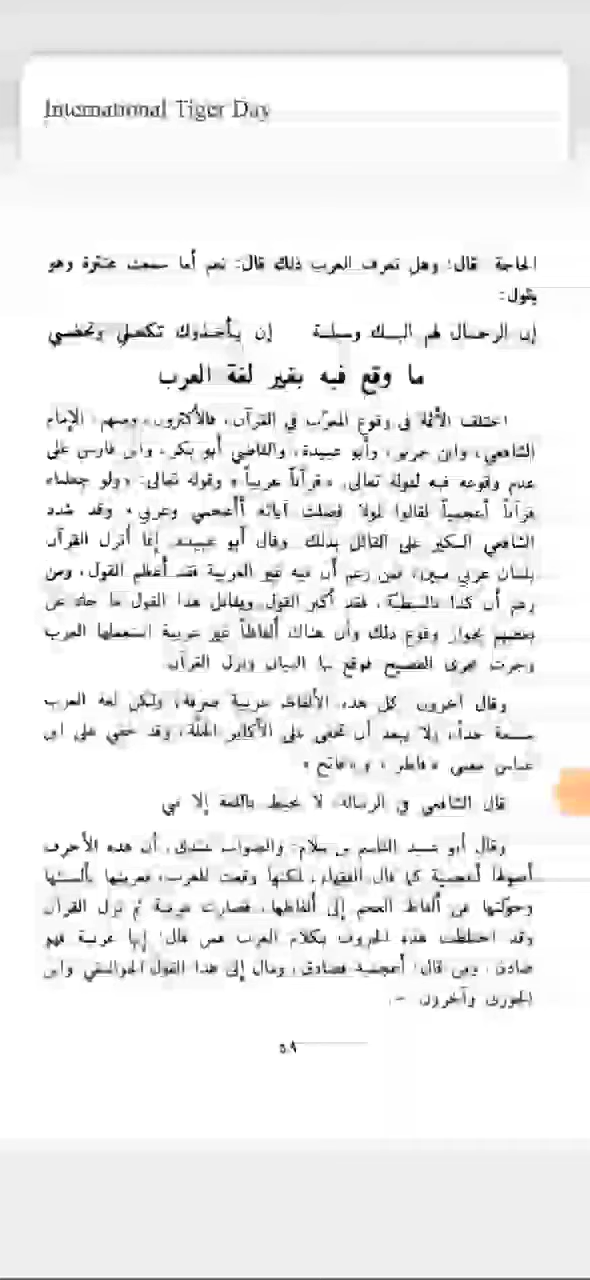 International Tiger Day
الحاجة قال: وهل تعرف العرب ذلك قال: نعم أما سمعت عنترة وهو
يقول:
إن الرجال لهم إليك وسيلة إن يأخذوك تكحلي وتخضبي
ما وقع فيه بغير لغة العرب
اختلف الأئمة في وقوع المعرّب في القرآن، فالأكثرون، ومنهم: الإمام
الشافعي، وابن جرير، وأبو عبيدة، والقاضي أبو بكر، وابن فارس على
عدم وقوعه فيه لقوله تعالى: «قرآناً عربياً» وقوله تعالى: «ولو جعلناه
قرآناً أعجمياً لقالوا لولا فصلت آياته أأعجمي وعربي» وقد شدد
الشافعي النكير على القائل بذلك. وقال أبو عبيدة: إنما أنزل القرآن
بلسان عربي مبين، فمن زعم أن فيه غير العربية فقد أعظم القول، ومن
زعم أن كذا بالنبطيّة، فقد أكبر القول ويقابل هذا القول ما جاء عن
بعضهم بجواز وقوع ذلك وأن هناك ألفاظاً غير عربية استعملها العرب
وجرت مجرى الفصيح فوقع بها البيان ونزل القرآن.
وقال آخرون: كل هذه الألفاظ عربية صرفة، ولكن لغة العرب
متسعة جداً، ولا يبعد أن تخفى على الأكابر الجلّة، وقد خفي على ابن
عباس معنى «فاطر» و«فاتح»
قال الشافعي في الرسالة: لا يحيط باللغة إلا نبي
وقال أبو عبيد القاسم بن سلام: والصواب عندي، أن هذه الأحرف
أصولها أعجمية كما قال الفقهاء، لكنها وقعت للعرب، فعربتها بألسنتها
وحولتها عن ألفاظ العجم إلى ألفاظها، فصارت عربية ثم نزل القرآن
وقد اختلطت هذه الحروف بكلام العرب فمن قال: إنها عربية فهو
صادق، ومن قال: أعجمية فصادق، ومال إلى هذا القول الجواليقي وابن
الجوزي وآخرون -.
٥٩